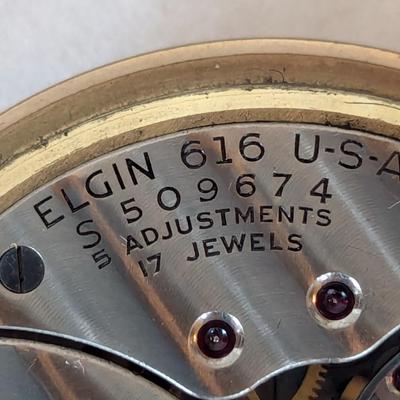 ELGIN 616 U-S-A
S 509674
5 ADJUSTMENTS
17 JEWELS